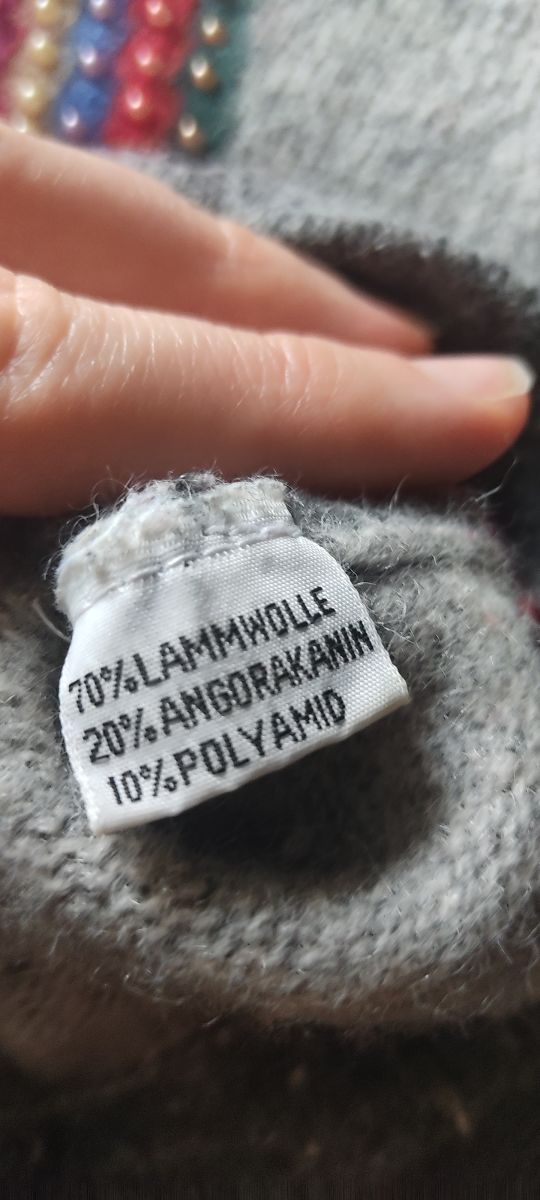 70% LAMMWOLLE
20% ANGORAKANIN
10% POLYAMID